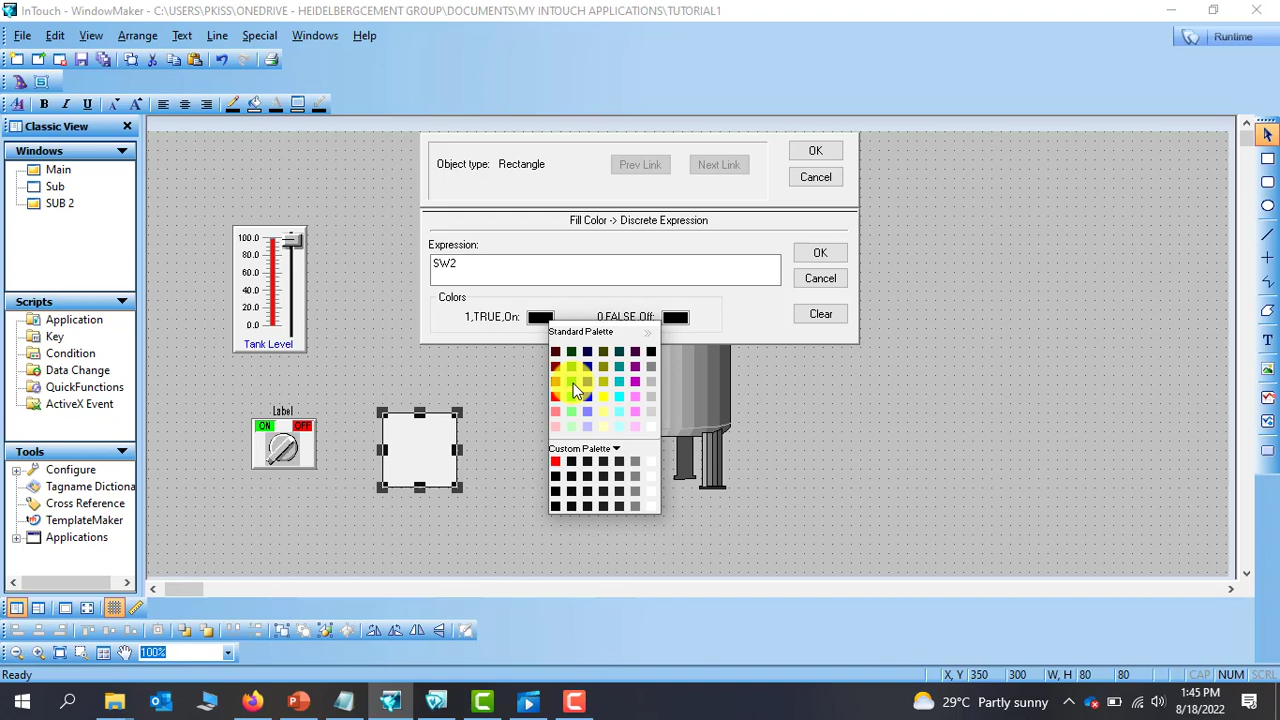 InTouch - WindowMaker - C:\USERS\PKISS\ONEDRIVE - HEIDELBERGCEMENT GROUP\DOCUMENTS\MY INTOUCH APPLICATIONS\TUTORIAL1
File Edit View Arrange Text Line Special Windows Help
Runtime
Classic View
Windows
Main
Sub
SUB 2
Scripts
Application
Key
Condition
Data Change
QuickFunctions
ActiveX Event
Tools
Configure
Tagname Dictiona
Cross Reference
TemplateMaker
Applications
100.0
80.0
60.0
40.0
20.0
0.0
Tank Level
Label
ON OFF
Object type: Rectangle
Prev Link Next Link
OK
Cancel
Fill Color -> Discrete Expression
Expression:
SW2
OK
Cancel
Clear
Colors
1,TRUE,On: 0,FALSE,Off:
Standard Palette
Custom Palette
100%
Ready
X, Y 350 300 W, H 80 80 CAP NUM SCRL
29°C Partly sunny
1:45 PM
8/18/2022